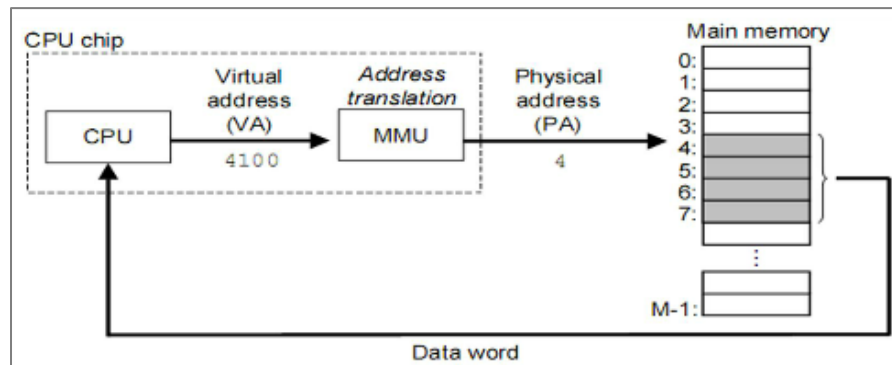 CPU chip
CPU
Virtual
address
(VA)
4100
Address
translation
MMU
Physical
address
(PA)
4
Main memory
0:
1:
2:
3:
4:
5:
6:
7:
⋮
M-1:
Data word